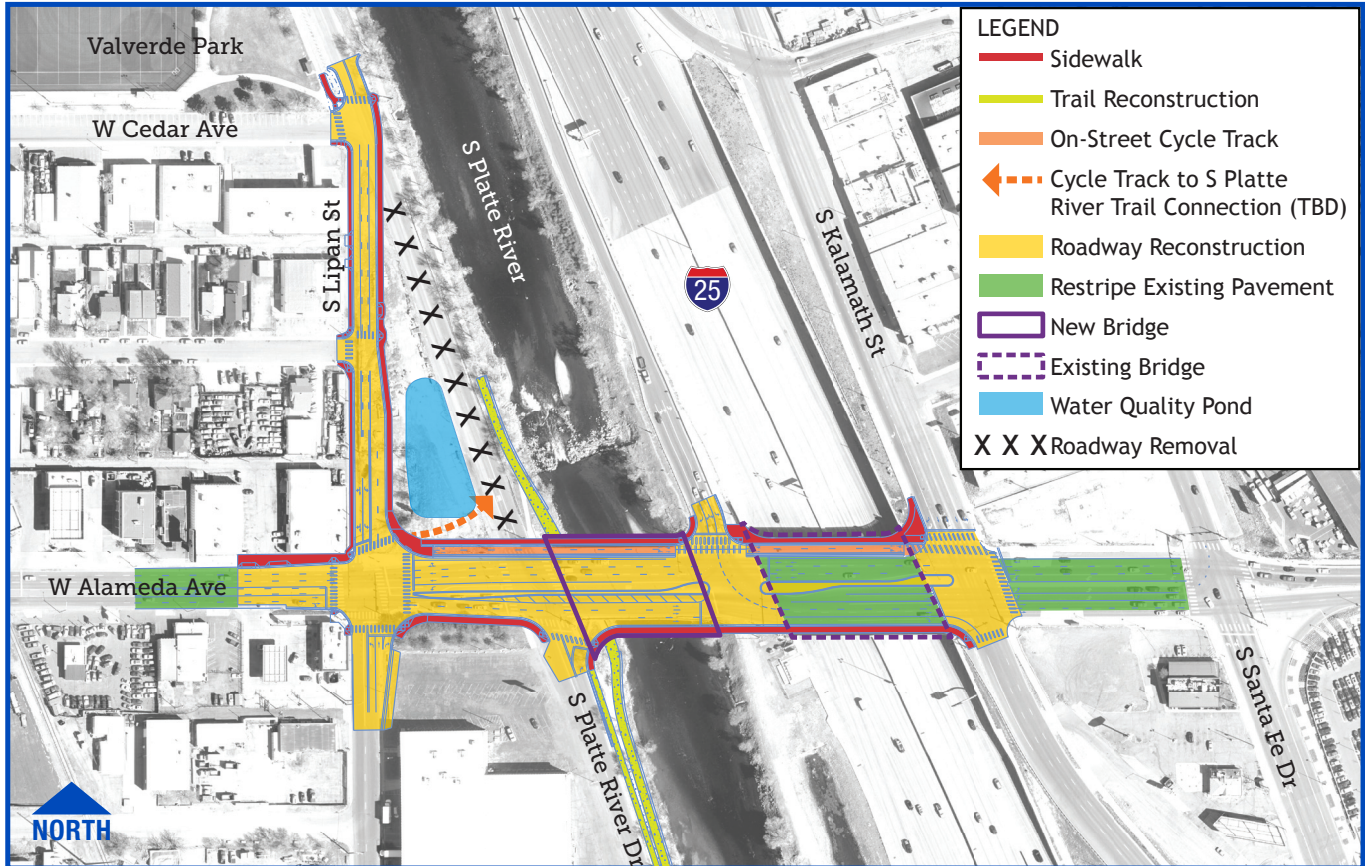 Valverde Park
W Cedar Ave
S Lipan St
S Platte River
25
S Kalamath St
W Alameda Ave
S Platte River Dr
S Santa Fe Dr
NORTH
LEGEND
Sidewalk
Trail Reconstruction
On-Street Cycle Track
Cycle Track to S Platte
River Trail Connection (TBD)
Roadway Reconstruction
Restripe Existing Pavement
New Bridge
Existing Bridge
Water Quality Pond
X X X Roadway Removal
X X X X X X X X X X